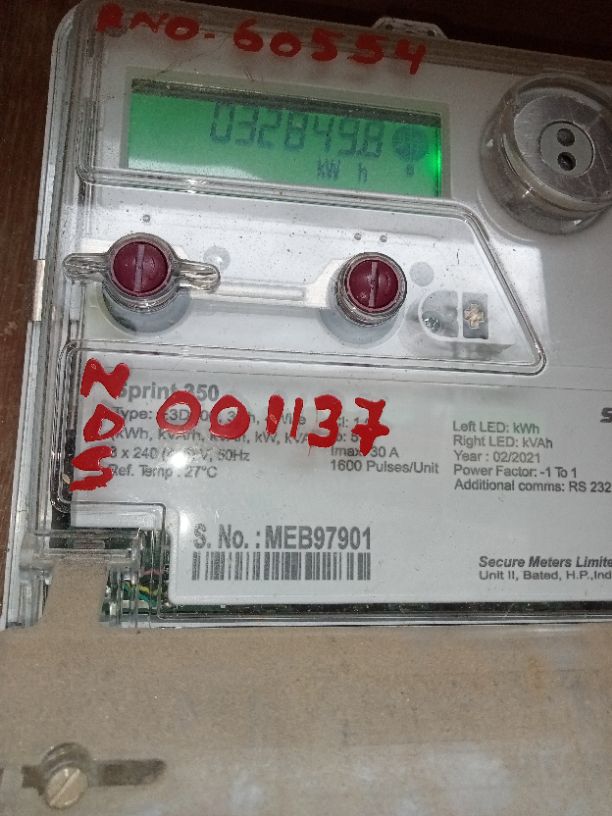 RNO.-60554
032849.8
kW h
N
D
S
001137
Sprint 350
Imax: 30 A
3 x 240 V, 50Hz
1600 Pulses/Unit
Ref. Temp : 27°C
Left LED: kWh
Right LED: kVAh
Year : 02/2021
Power Factor: -1 To 1
Additional comms: RS 232
S. No. : MEB97901
Secure Meters Limite
Unit II, Bated, H.P.,Ind